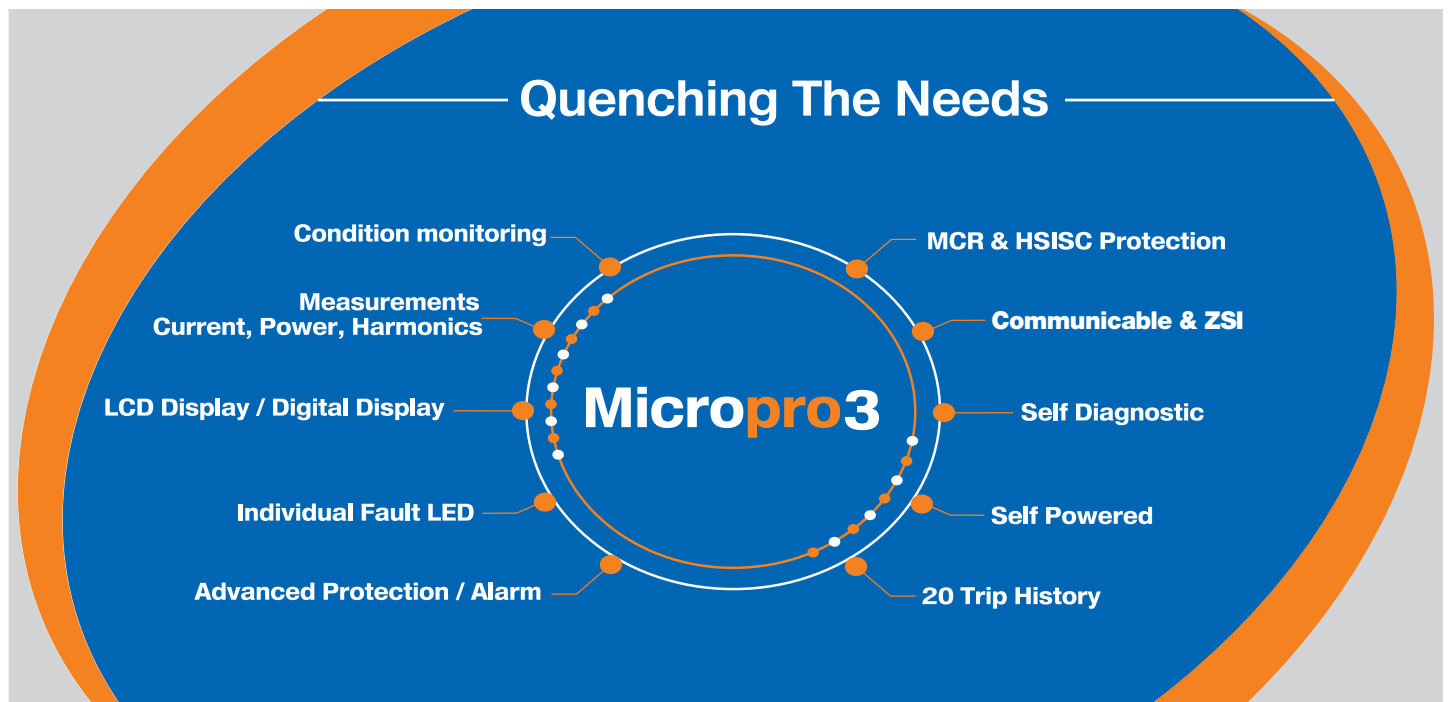 Quenching The Needs
Condition monitoring
Measurements
Current, Power, Harmonics
LCD Display / Digital Display
Individual Fault LED
Advanced Protection / Alarm
Micropro3
MCR & HSISC Protection
Communicable & ZSI
Self Diagnostic
Self Powered
20 Trip History